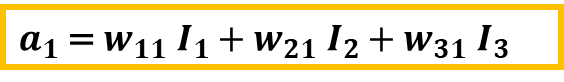 a₁ = w₁₁ I₁ + w₂₁ I₂ + w₃₁ I₃